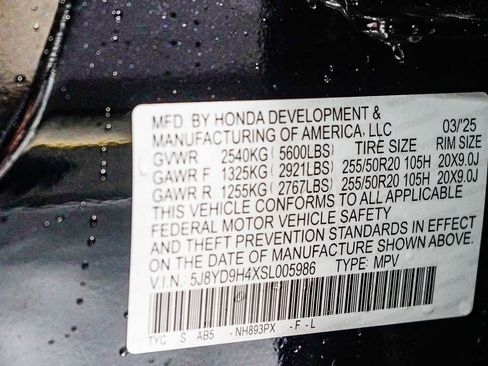 MFD. BY HONDA DEVELOPMENT &
MANUFACTURING OF AMERICA, LLC 03/'25
GVWR 2540KG (5600LBS) TIRE SIZE RIM SIZE
GAWR F 1325KG (2921LBS) 255/50R20 105H 20X9.0J
GAWR R 1255KG (2767LBS) 255/50R20 105H 20X9.0J
THIS VEHICLE CONFORMS TO ALL APPLICABLE
FEDERAL MOTOR VEHICLE SAFETY
AND THEFT PREVENTION STANDARDS IN EFFECT
ON THE DATE OF MANUFACTURE SHOWN ABOVE.
V.I.N.: 5J8YD9H4XSL005986 TYPE: MPV
TYC S AB5 -NH893PX -F-L